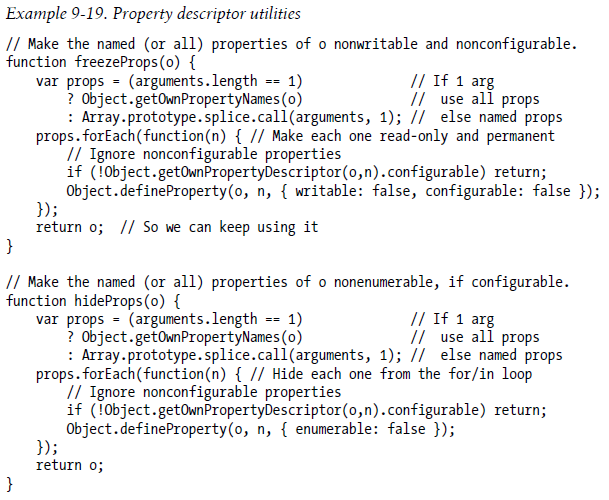 Example 9-19. Property descriptor utilities
// Make the named (or all) properties of o nonwritable and nonconfigurable.
function freezeProps(o) {
    var props = (arguments.length == 1)              // If 1 arg
        ? Object.getOwnPropertyNames(o)              //  use all props
        : Array.prototype.splice.call(arguments, 1); //  else named props
    props.forEach(function(n) { // Make each one read-only and permanent
        // Ignore nonconfigurable properties
        if (!Object.getOwnPropertyDescriptor(o,n).configurable) return;
        Object.defineProperty(o, n, { writable: false, configurable: false });
    });
    return o;  // So we can keep using it
}
// Make the named (or all) properties of o nonenumerable, if configurable.
function hideProps(o) {
    var props = (arguments.length == 1)              // If 1 arg
        ? Object.getOwnPropertyNames(o)              //  use all props
        : Array.prototype.splice.call(arguments, 1); //  else named props
    props.forEach(function(n) { // Hide each one from the for/in loop
        // Ignore nonconfigurable properties
        if (!Object.getOwnPropertyDescriptor(o,n).configurable) return;
        Object.defineProperty(o, n, { enumerable: false });
    });
    return o;
}